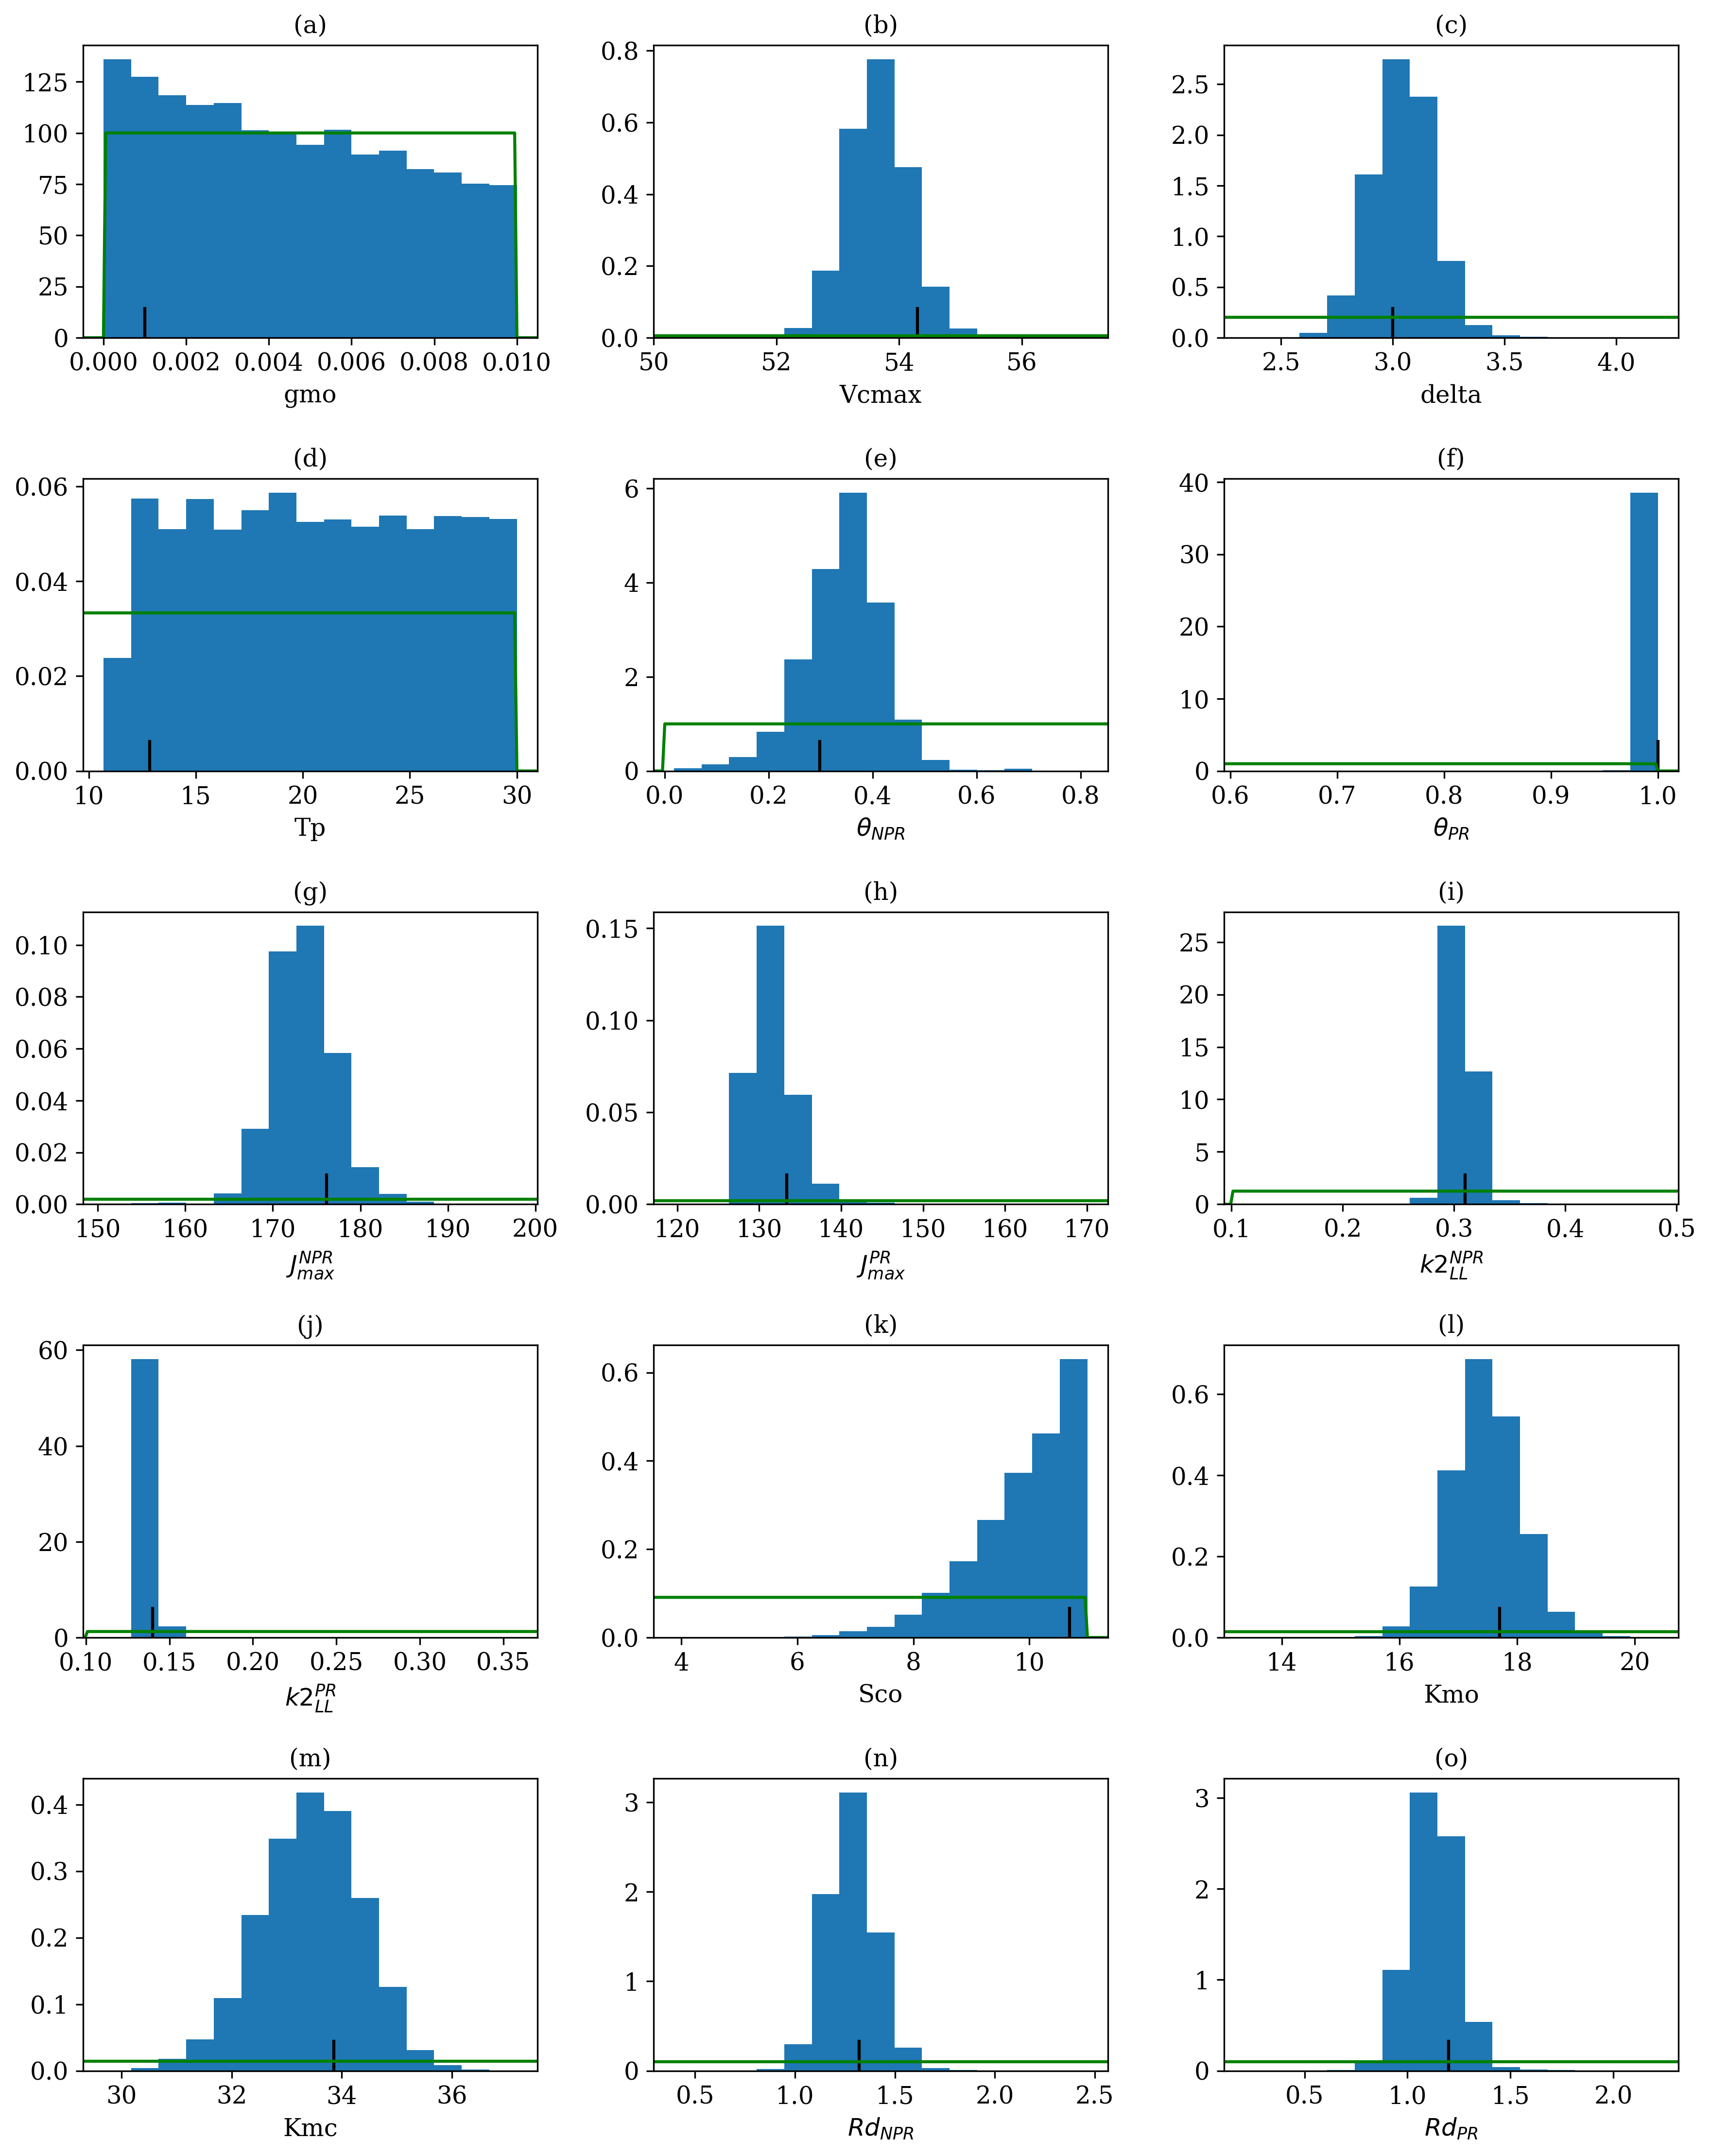 (a) (b) (c)
125 100 75 50 25 0
0.000 0.002 0.004 0.006 0.008 0.010
gmo
0.8 0.6 0.4 0.2 0.0
50 52 54 56
Vcmax
2.5 2.0 1.5 1.0 0.5 0.0
2.5 3.0 3.5 4.0
delta
(d) (e) (f)
0.06 0.04 0.02 0.00
10 15 20 25 30
Tp
6 4 2 0
0.0 0.2 0.4 0.6 0.8
θNPR
40 30 20 10 0
0.6 0.7 0.8 0.9 1.0
θPR
(g) (h) (i)
0.10 0.08 0.06 0.04 0.02 0.00
150 160 170 180 190 200
J NPR max
0.15 0.10 0.05 0.00
120 130 140 150 160 170
J PR max
25 20 15 10 5 0
0.1 0.2 0.3 0.4 0.5
k2 NPR LL
(j) (k) (l)
60 40 20 0
0.10 0.15 0.20 0.25 0.30 0.35
k2 PR LL
0.6 0.4 0.2 0.0
4 6 8 10
Sco
0.6 0.4 0.2 0.0
14 16 18 20
Kmo
(m) (n) (o)
0.4 0.3 0.2 0.1 0.0
30 32 34 36
Kmc
3 2 1 0
0.5 1.0 1.5 2.0 2.5
RdNPR
3 2 1 0
0.5 1.0 1.5 2.0
RdPR